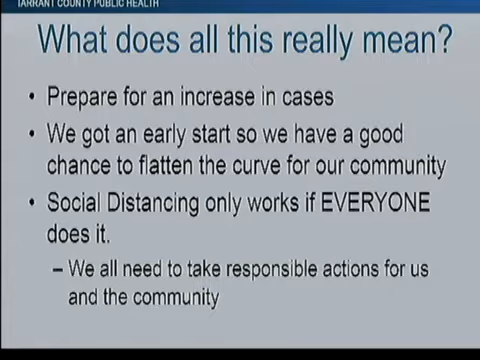 TARRANT COUNTY PUBLIC HEALTH
What does all this really mean?
• Prepare for an increase in cases
• We got an early start so we have a good
chance to flatten the curve for our community
• Social Distancing only works if EVERYONE
does it.
– We all need to take responsible actions for us
and the community